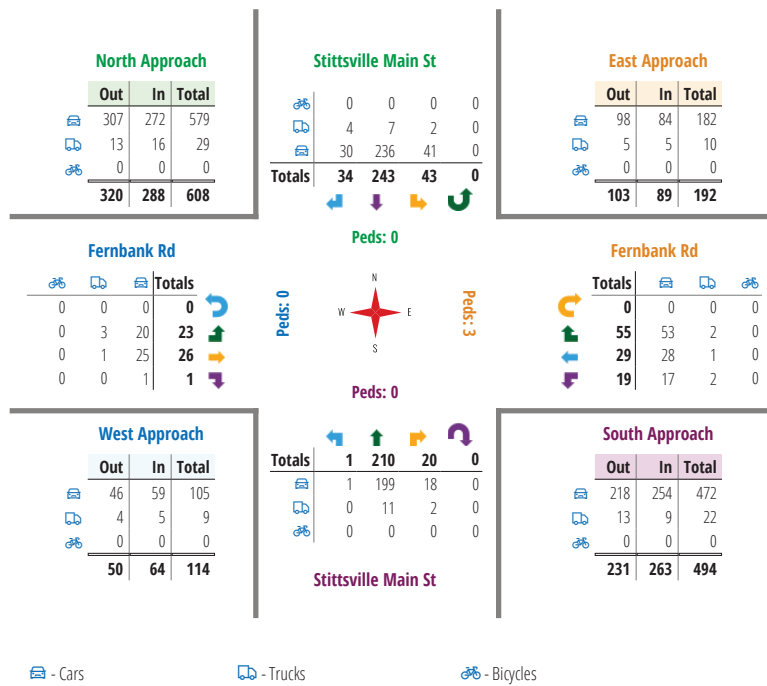 North Approach
Out In Total
307 272 579
13 16 29
0 0 0
320 288 608
Stittsville Main St
0 0 0 0
4 7 2 0
30 236 41 0
Totals 34 243 43 0
Peds: 0
East Approach
Out In Total
98 84 182
5 5 10
0 0 0
103 89 192
Fernbank Rd
Totals
0 0 0 0
0 3 20 23
0 1 25 26
0 0 1 1
Peds: 0
N
W E
S
Peds: 3
Fernbank Rd
Totals
0 0 0 0
55 53 2 0
29 28 1 0
19 17 2 0
Peds: 0
West Approach
Out In Total
46 59 105
4 5 9
0 0 0
50 64 114
Totals 1 210 20 0
1 199 18 0
0 11 2 0
0 0 0 0
Stittsville Main St
South Approach
Out In Total
218 254 472
13 9 22
0 0 0
231 263 494
- Cars
- Trucks
- Bicycles